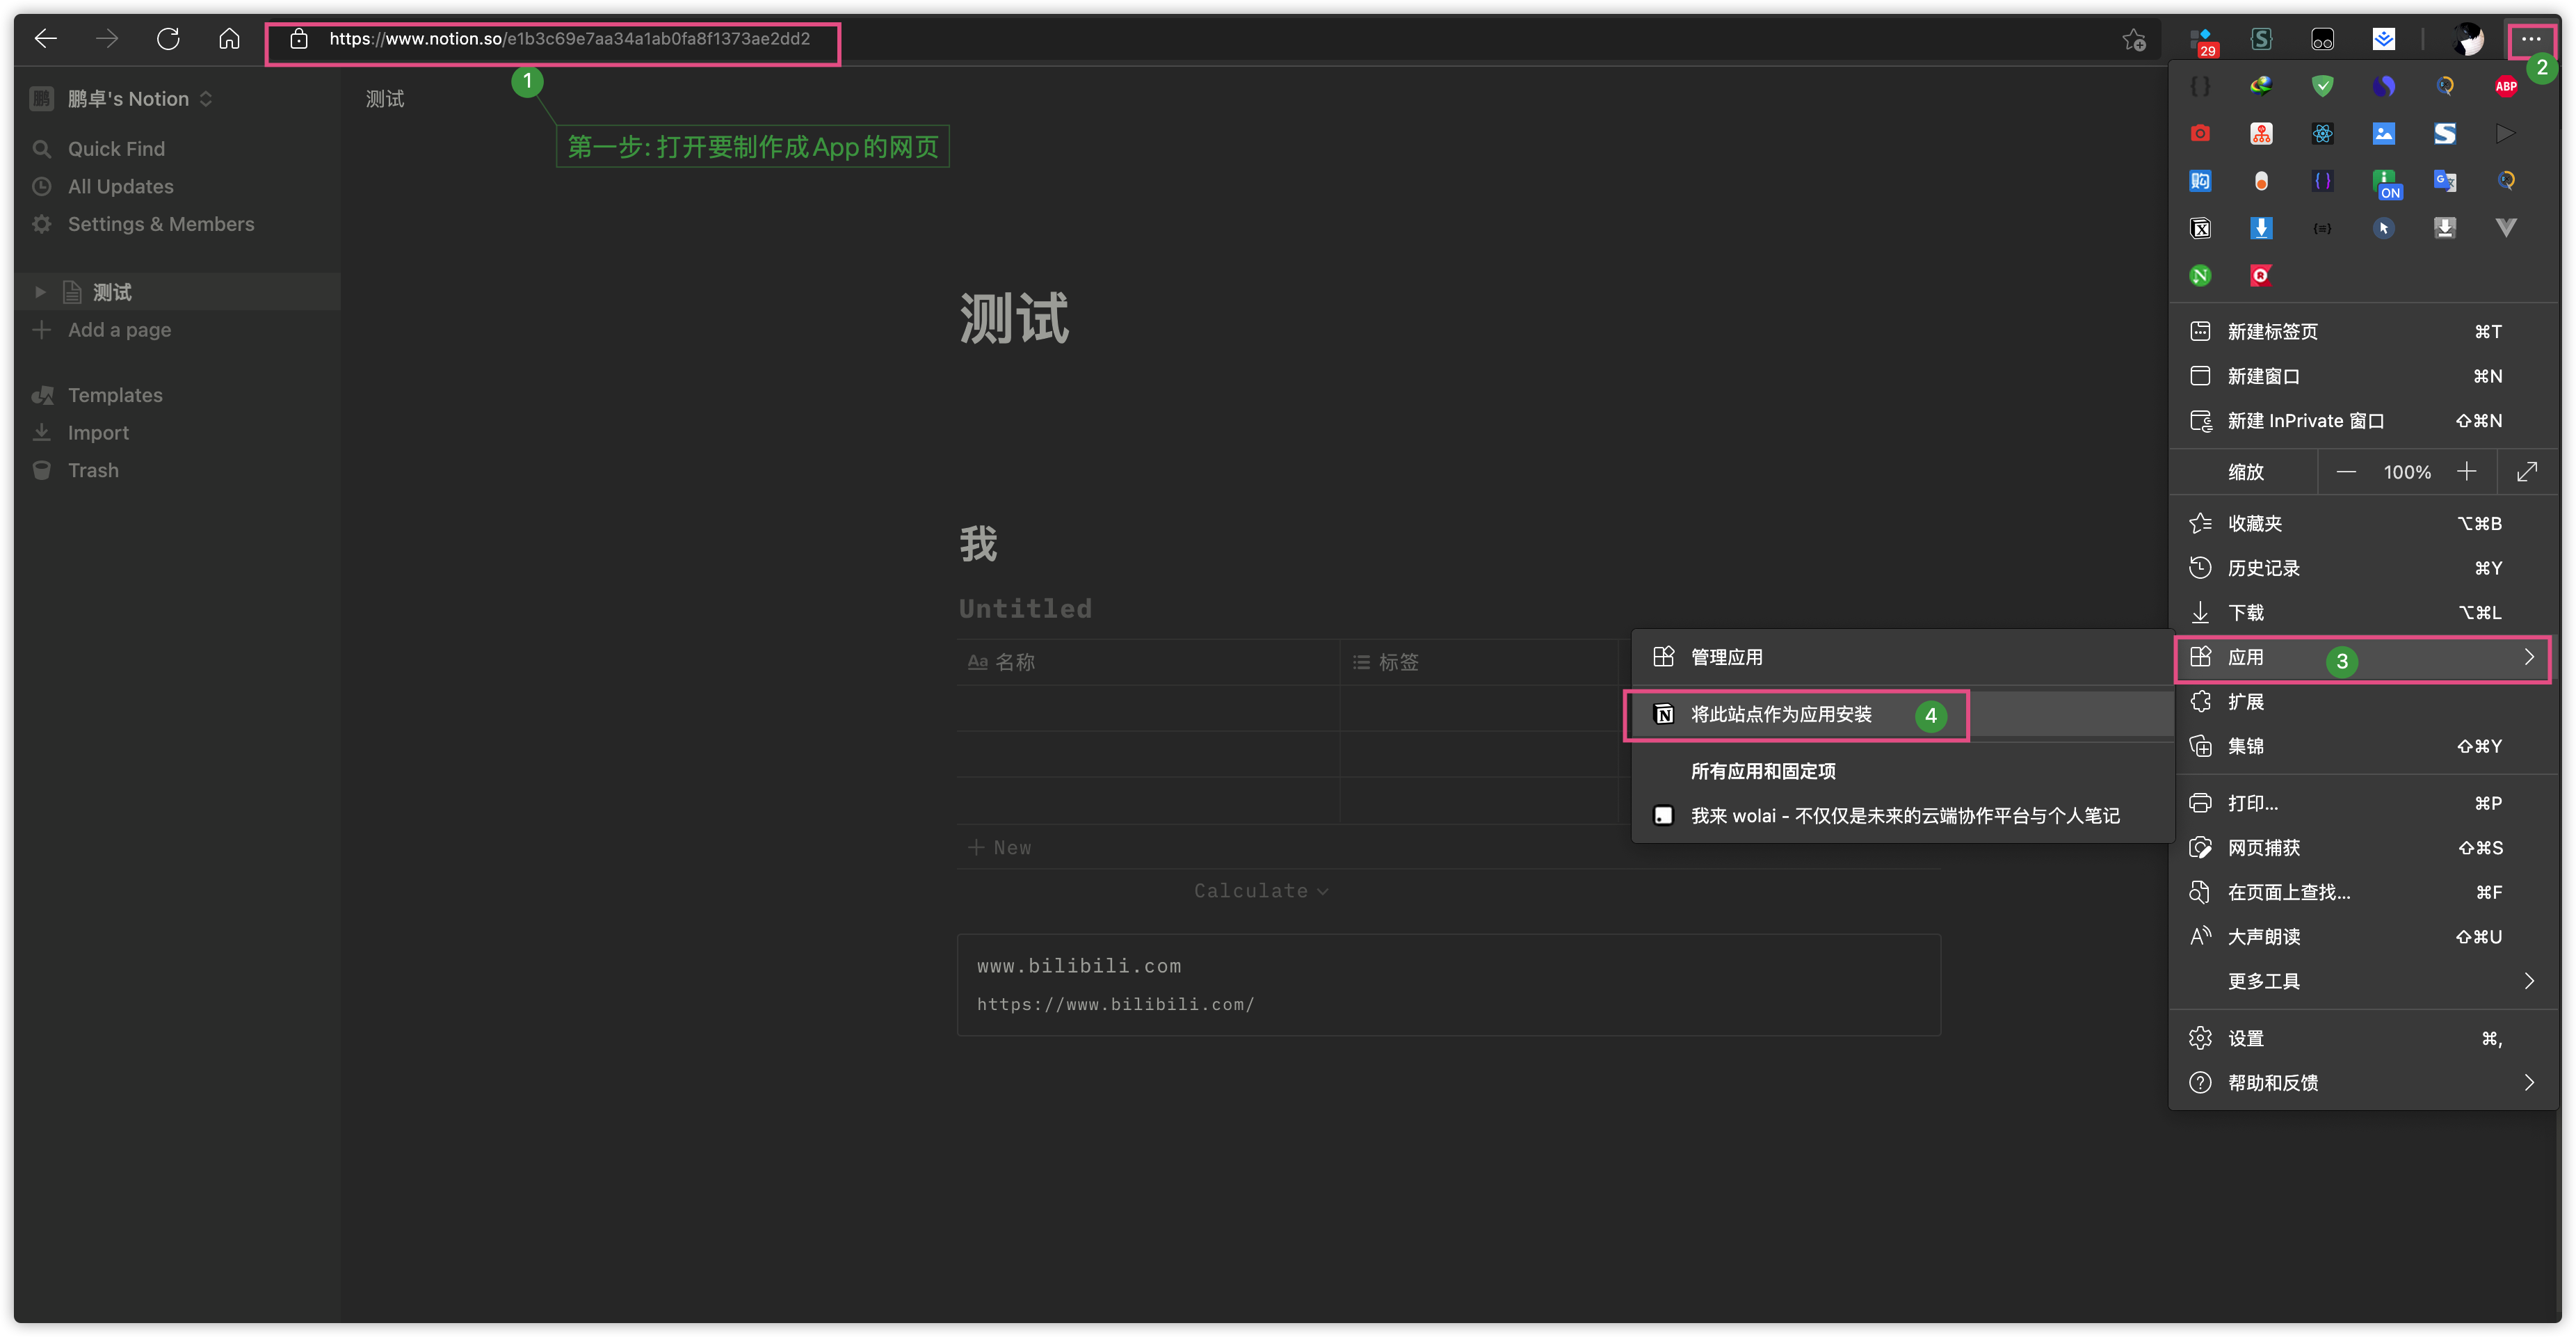 https://www.notion.so/e1b3c69e7aa34a1ab0fa8f1373ae2dd2
29
1
2
鹏
鹏卓's Notion
测试
第一步: 打开要制作成App的网页
Quick Find
All Updates
Settings & Members
测试
Add a page
Templates
Import
Trash
测试
我
Untitled
Aa 名称
标签
New
Calculate
www.bilibili.com
https://www.bilibili.com/
ABP
购
ON
新建标签页 ⌘T
新建窗口 ⌘N
新建 InPrivate 窗口 ⇧⌘N
缩放 — 100% +
收藏夹 ⌥⌘B
历史记录 ⌘Y
下载 ⌥⌘L
应用 3
扩展
集锦 ⇧⌘Y
打印... ⌘P
网页捕获 ⇧⌘S
在页面上查找... ⌘F
大声朗读 ⇧⌘U
更多工具
设置 ⌘,
帮助和反馈
管理应用
将此站点作为应用安装 4
所有应用和固定项
我来 wolai - 不仅仅是未来的云端协作平台与个人笔记